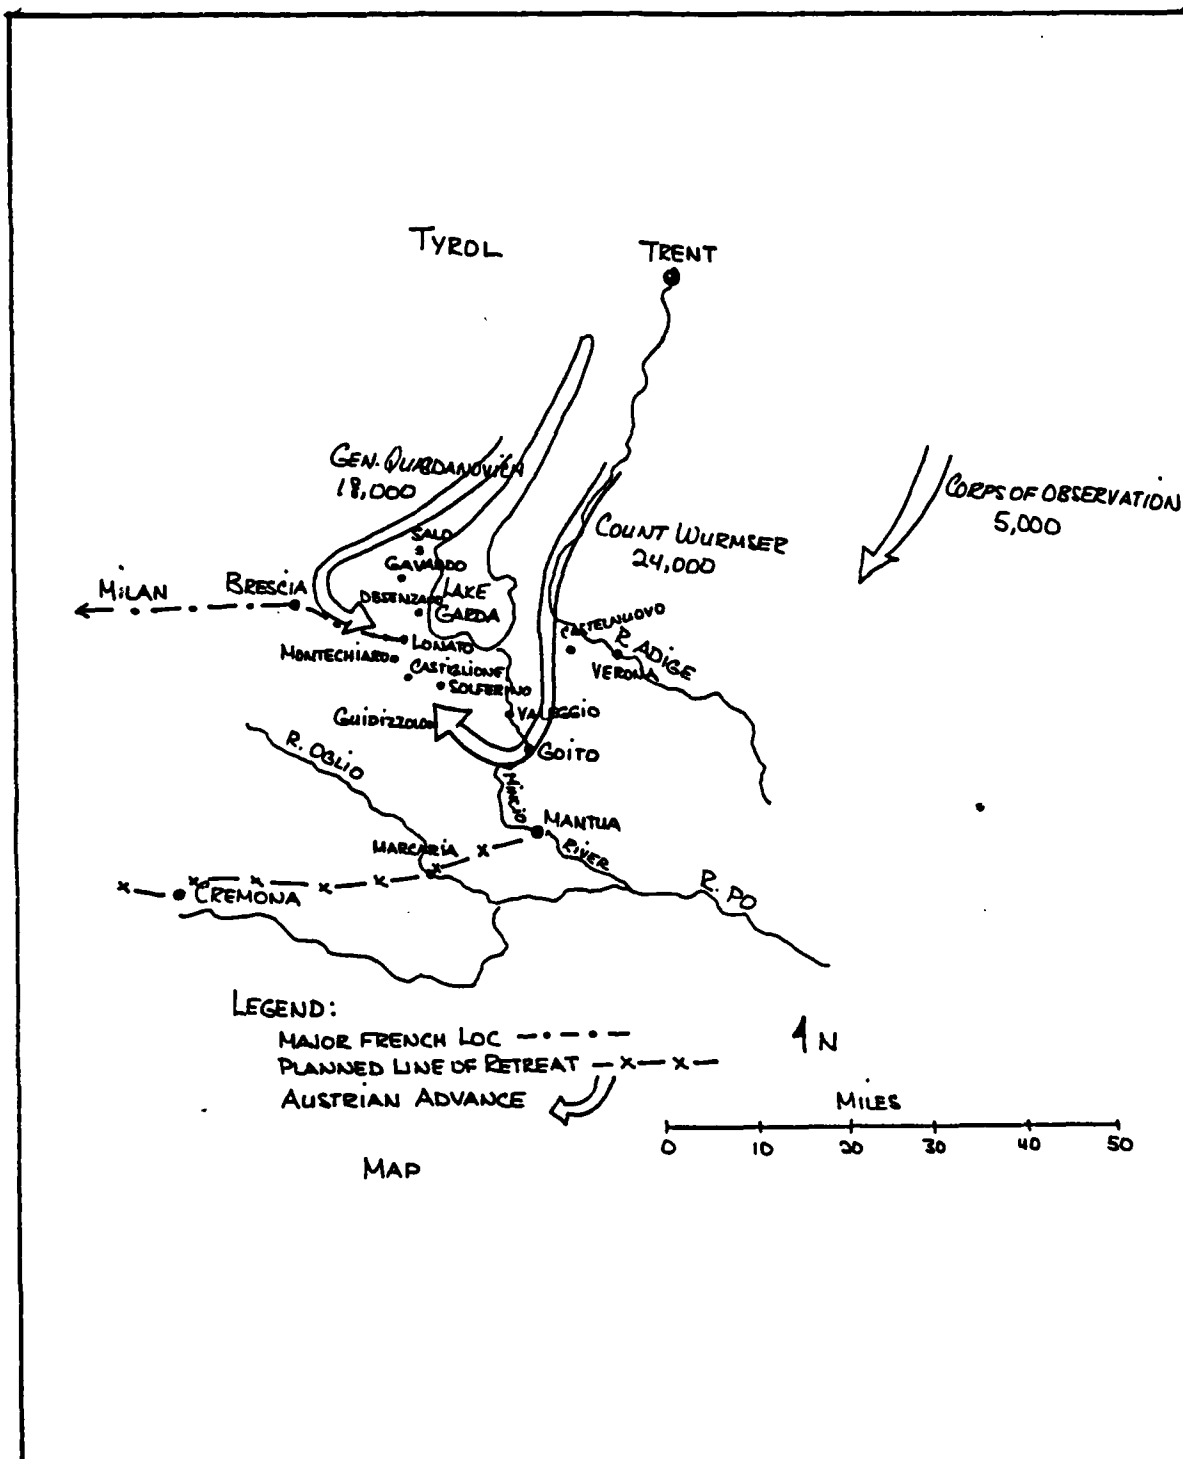 TYROL
TRENT
GEN. QUASDANOVICH
18,000
CORPS OF OBSERVATION
5,000
COUNT WURMSER
24,000
SALO
GAVARDO
MILAN
BRESCIA
DESENZANO
LAKE
GARDA
CASTELNUOVO
R. ADIGE
LONATO
MONTECHIARO
VERONA
CASTIGLIONE
SOLFERINO
GUIDIZZOLO
VALEGGIO
GOITO
R. OGLIO
MINCIO
RIVER
MANTUA
MARCARIA
CREMONA
R. PO
LEGEND:
MAJOR FRENCH LOC
PLANNED LINE OF RETREAT
AUSTRIAN ADVANCE
N
MILES
0 10 20 30 40 50
MAP